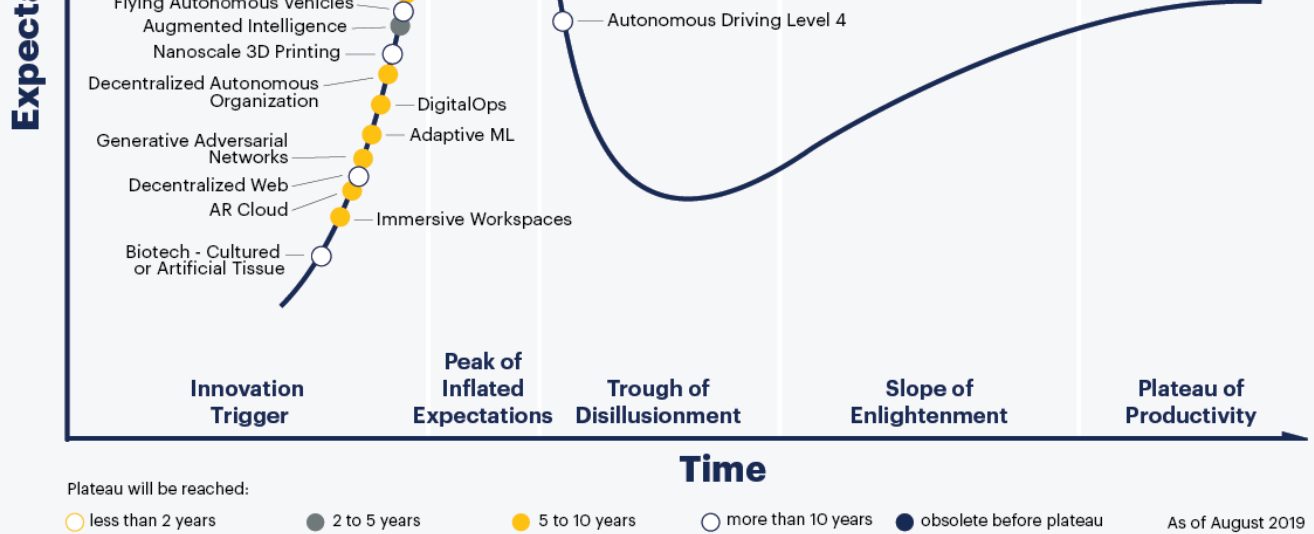 Flying Autonomous Vehicles
Augmented Intelligence
Nanoscale 3D Printing
Decentralized Autonomous
Organization
DigitalOps
Adaptive ML
Generative Adversarial
Networks
Decentralized Web
AR Cloud
Immersive Workspaces
Biotech - Cultured
or Artificial Tissue
Autonomous Driving Level 4
Innovation
Trigger
Peak of
Inflated
Expectations
Trough of
Disillusionment
Slope of
Enlightenment
Plateau of
Productivity
Time
Plateau will be reached:
less than 2 years
2 to 5 years
5 to 10 years
more than 10 years
obsolete before plateau
As of August 2019